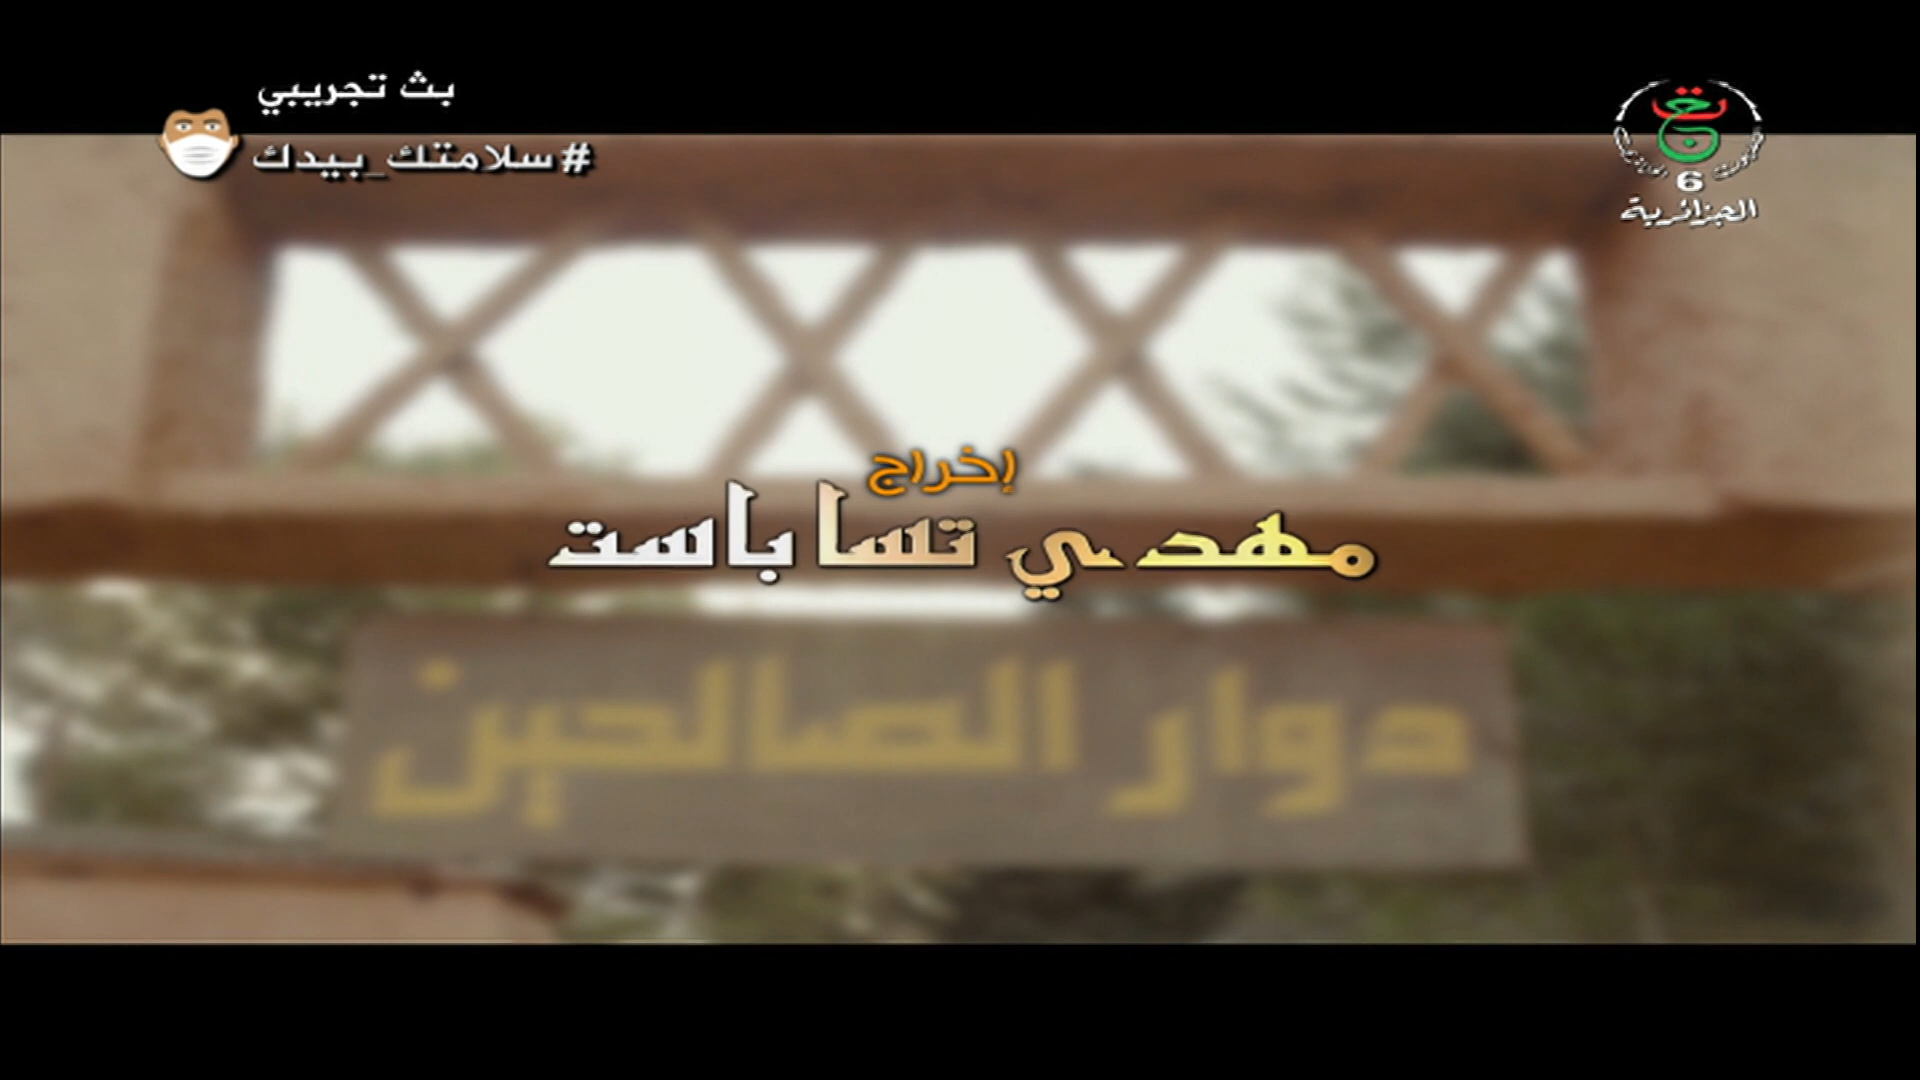 بث تجريبي
#سلامتك_بيدك
6
الجزائرية
إخراج
مهدي تساباست
دوار الصالحين